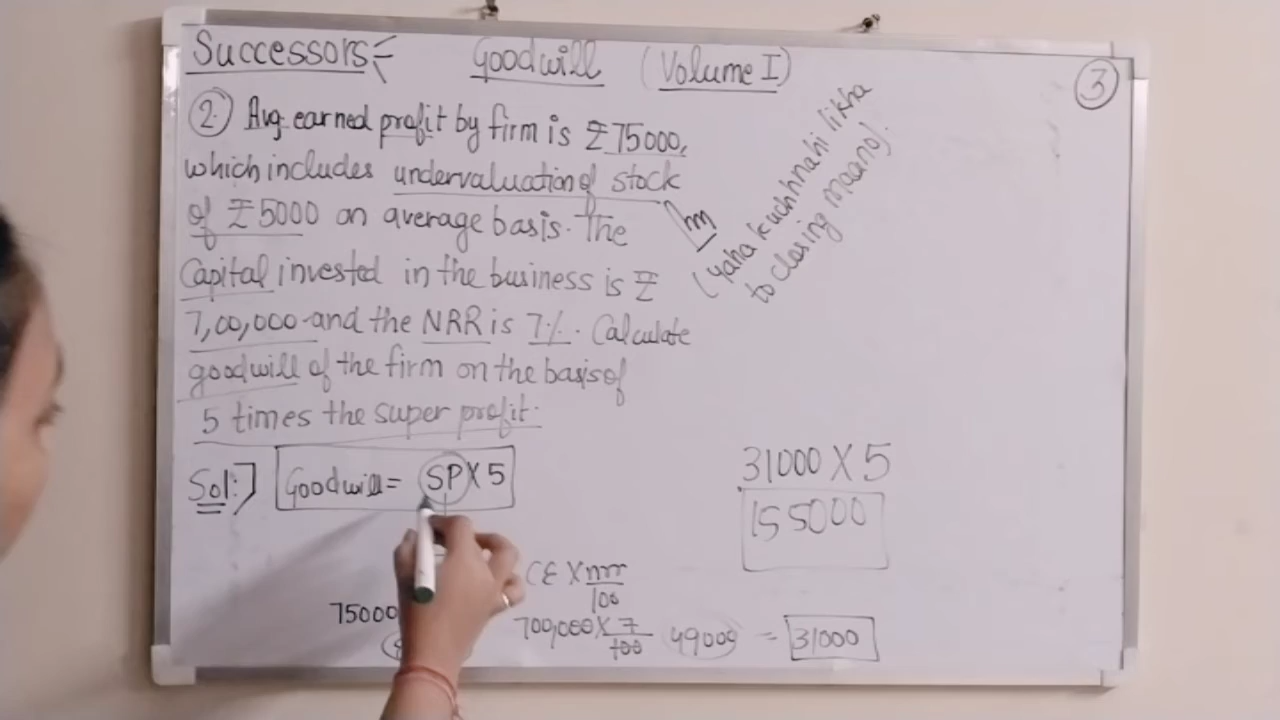 Successors:- Goodwill (Volume I)
3
2. Avg. earned profit by firm is ₹75000,
which includes undervaluation of stock
of ₹5000 on average basis. The
Capital invested in the business is ₹
7,00,000 and the NRR is 7%. Calculate
goodwill of the firm on the basis of
5 times the super profit.
(yaha kuchh nahi likha
to closing maano).
Sol:-] Goodwill = SP X 5
31000 X 5
155000
CE X nrr/100
75000
700,000 X 7/100 49000 = 31000